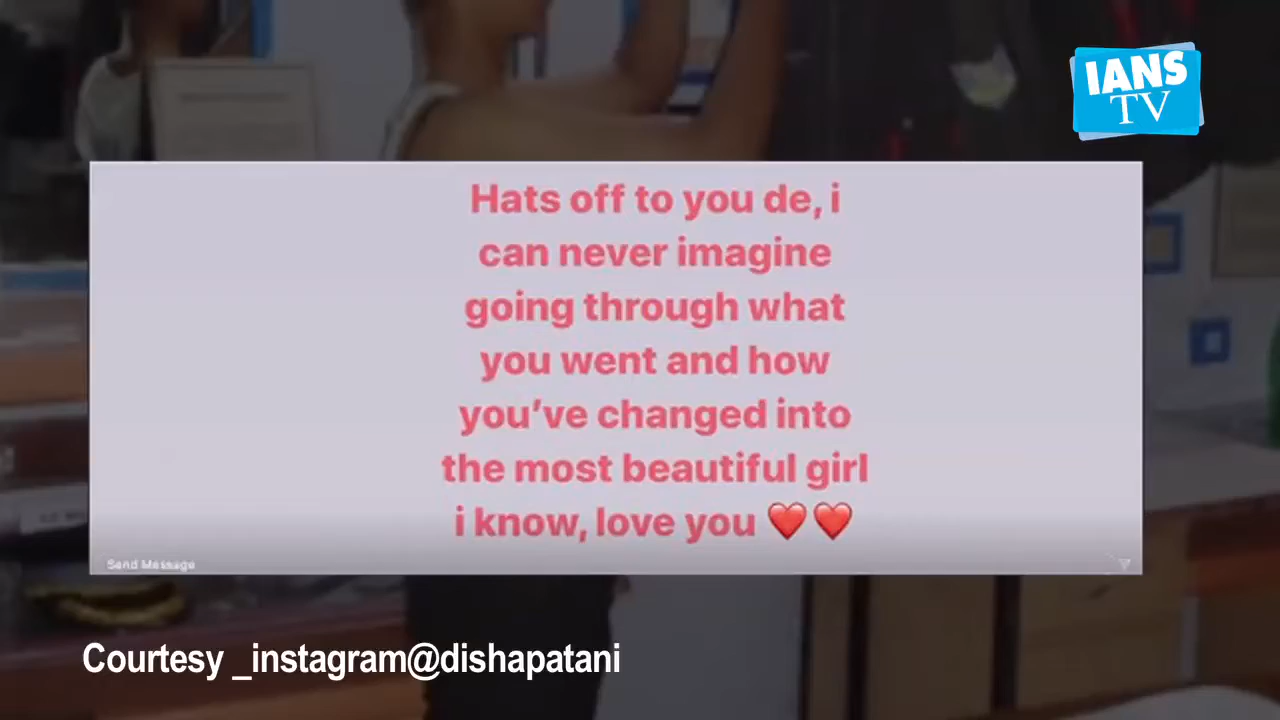 IANS
TV
Hats off to you de, i
can never imagine
going through what
you went and how
you've changed into
the most beautiful girl
i know, love you ❤️❤️
Send Message
Courtesy _instagram@dishapatani